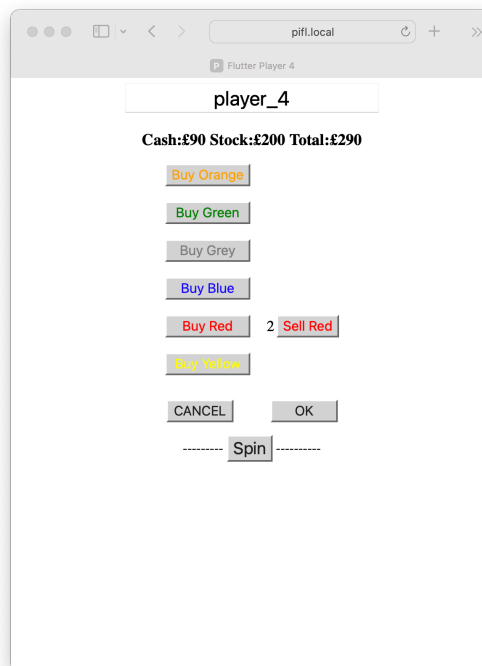 pifl.local
P Flutter Player 4
player_4
Cash:£90 Stock:£200 Total:£290
Buy Orange
Buy Green
Buy Grey
Buy Blue
Buy Red 2 Sell Red
Buy Yellow
CANCEL OK
--------- Spin ----------